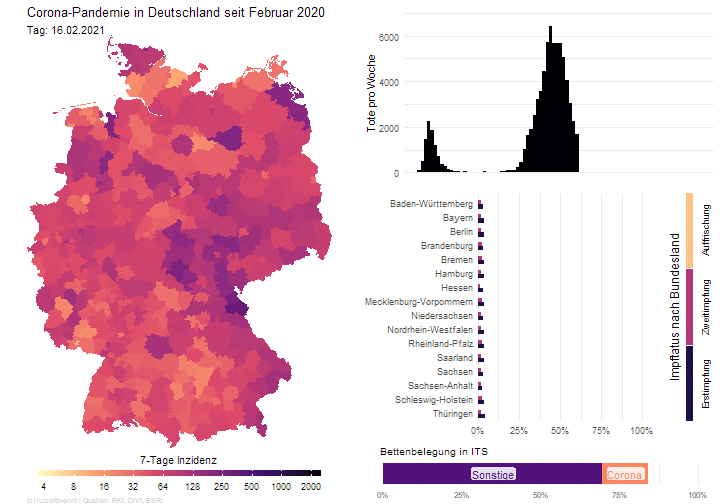 Corona-Pandemie in Deutschland seit Februar 2020
Tag: 16.02.2021
Tote pro Woche
6000
4000
2000
0
Baden-Württemberg
Bayern
Berlin
Brandenburg
Bremen
Hamburg
Hessen
Mecklenburg-Vorpommern
Niedersachsen
Nordrhein-Westfalen
Rheinland-Pfalz
Saarland
Sachsen
Sachsen-Anhalt
Schleswig-Holstein
Thüringen
0% 25% 50% 75% 100%
Impfstatus nach Bundesland
Auffrischung
Zweitimpfung
Erstimpfung
7-Tage Inzidenz
4 8 16 32 64 128 256 500 1000 2000
Bettenbelegung in ITS
Sonstige Corona
0% 25% 50% 75% 100%
| Quellen: RKI, DIVI, ESRI